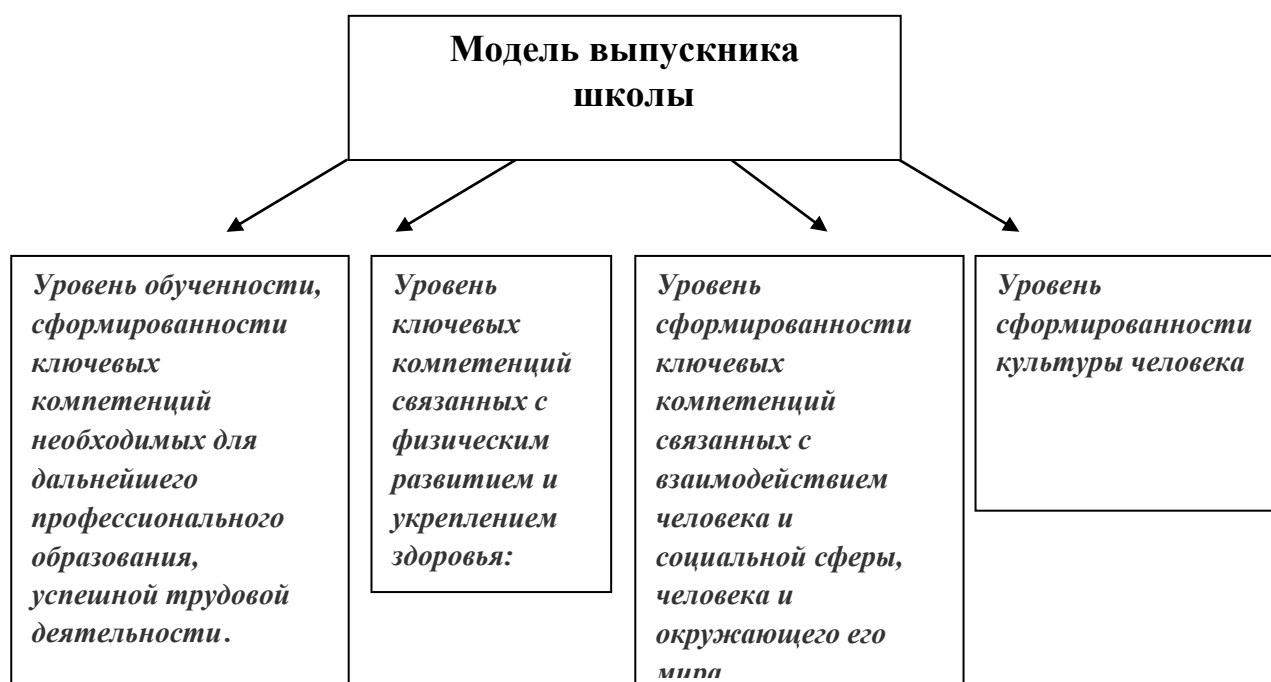 Модель выпускника
школы
Уровень обученности,
сформированности
ключевых
компетенций
необходимых для
дальнейшего
профессионального
образования,
успешной трудовой
деятельности.
Уровень
ключевых
компетенций
связанных с
физическим
развитием и
укреплением
здоровья:
Уровень
сформированности
ключевых
компетенций
связанных с
взаимодействием
человека и
социальной сферы,
человека и
окружающего его
мира
Уровень
сформированности
культуры человека